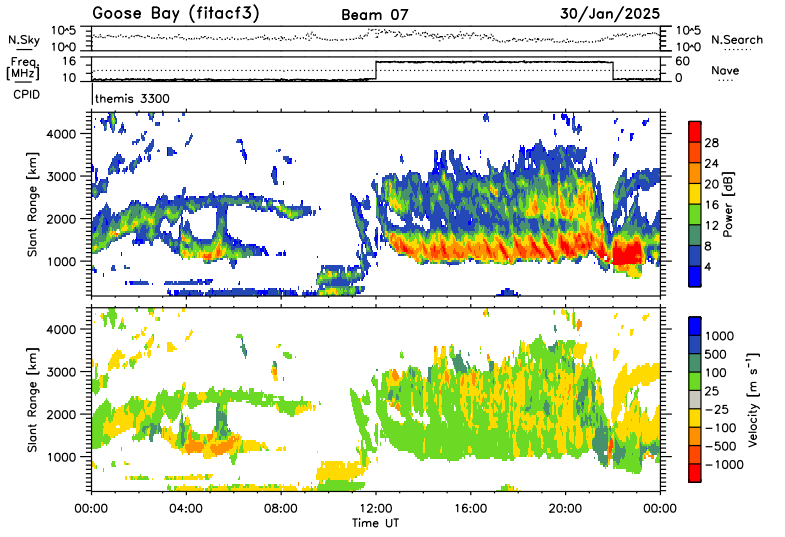 Goose Bay (fitacf3) Beam 07 30/Jan/2025
N.Sky 10^5 10^0 10^5 10^0 N.Search
Freq. [MHz] 16 10 60 0 Nave
CPID themis 3300
Slant Range [km] 4000 3000 2000 1000
28 24 20 16 12 8 4 Power [dB]
Slant Range [km] 4000 3000 2000 1000
1000 500 100 25 −25 −100 −500 −1000 Velocity [m s⁻¹]
00:00 04:00 08:00 12:00 16:00 20:00 00:00
Time UT